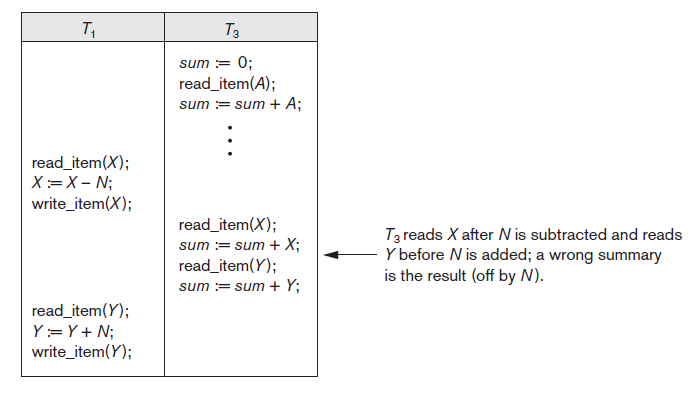 T1 T3
sum := 0;
read_item(A);
sum := sum + A;
read_item(X);
X := X – N;
write_item(X);
read_item(X);
sum := sum + X;
read_item(Y);
sum := sum + Y;
T3 reads X after N is subtracted and reads
Y before N is added; a wrong summary
is the result (off by N).
read_item(Y);
Y := Y + N;
write_item(Y);